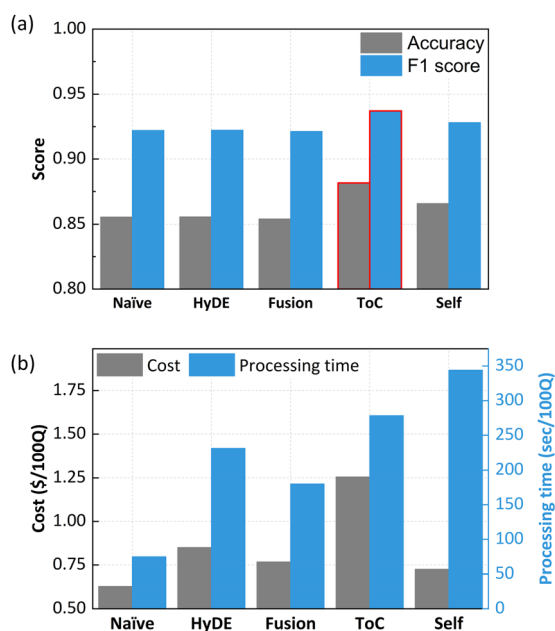 (a)
1.00
0.95
0.90
0.85
0.80
Score
Accuracy
F1 score
Naïve HyDE Fusion ToC Self
(b)
1.75
1.50
1.25
1.00
0.75
0.50
Cost ($/100Q)
Cost Processing time
350
300
250
200
150
100
50
0
Processing time (sec/100Q)
Naïve HyDE Fusion ToC Self